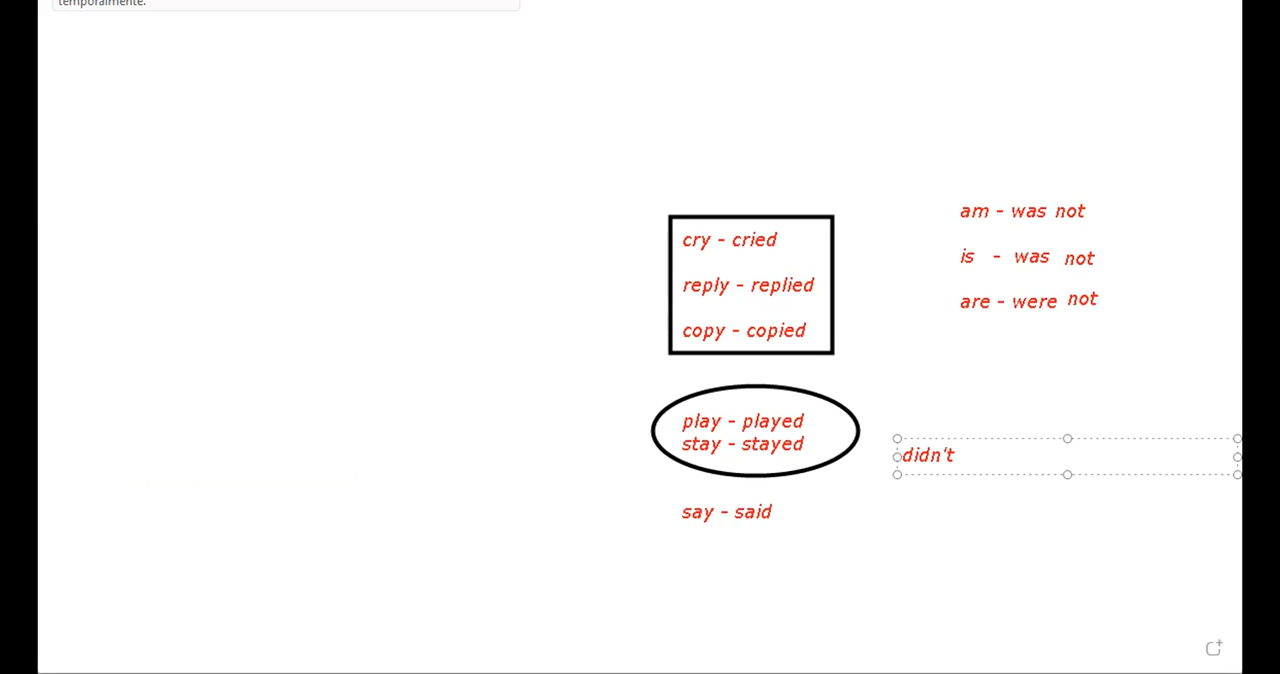 temporalmente.
cry - cried
reply - replied
copy - copied
play - played
stay - stayed
say - said
am - was not
is - was not
are - were not
didn't